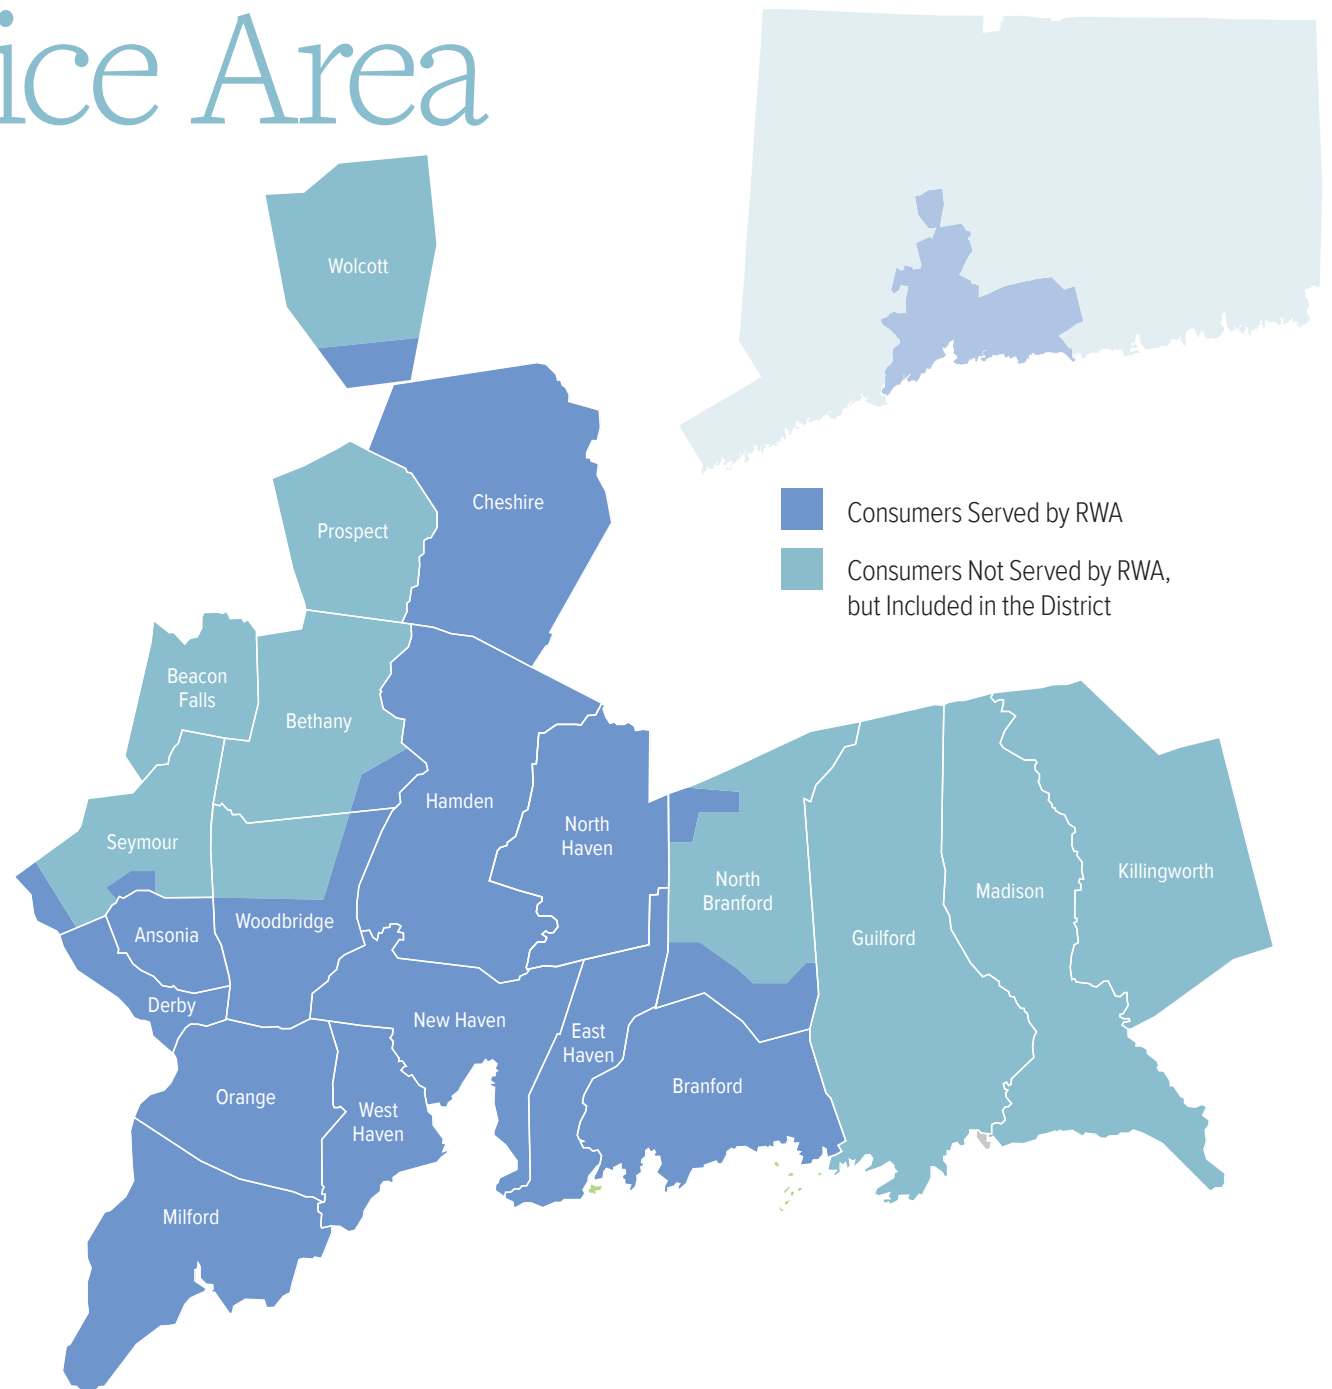 ice Area
Wolcott
Cheshire
Prospect
Consumers Served by RWA
Consumers Not Served by RWA,
but Included in the District
Beacon
Falls
Bethany
Hamden
North
Haven
Seymour
North
Branford
Killingworth
Madison
Guilford
Woodbridge
Ansonia
Derby
New Haven
East
Haven
Branford
Orange
West
Haven
Milford